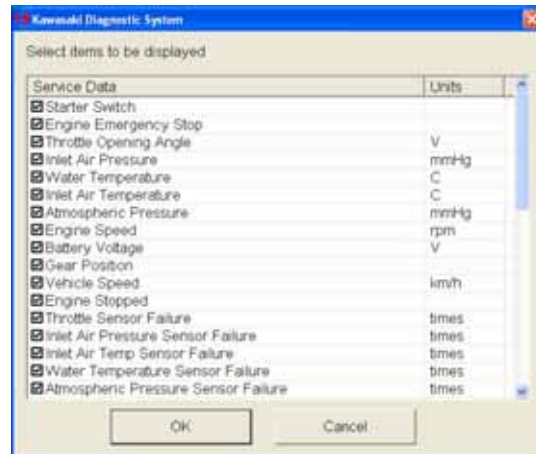 Kawasaki Diagnostic System
Select items to be displayed
Service Data Units
Starter Switch
Engine Emergency Stop
Throttle Opening Angle V
Inlet Air Pressure mmHg
Water Temperature C
Inlet Air Temperature C
Atmospheric Pressure mmHg
Engine Speed rpm
Battery Voltage V
Gear Position
Vehicle Speed km/h
Engine Stopped
Throttle Sensor Failure times
Inlet Air Pressure Sensor Failure times
Inlet Air Temp Sensor Failure times
Water Temperature Sensor Failure times
Atmospheric Pressure Sensor Failure times
OK Cancel